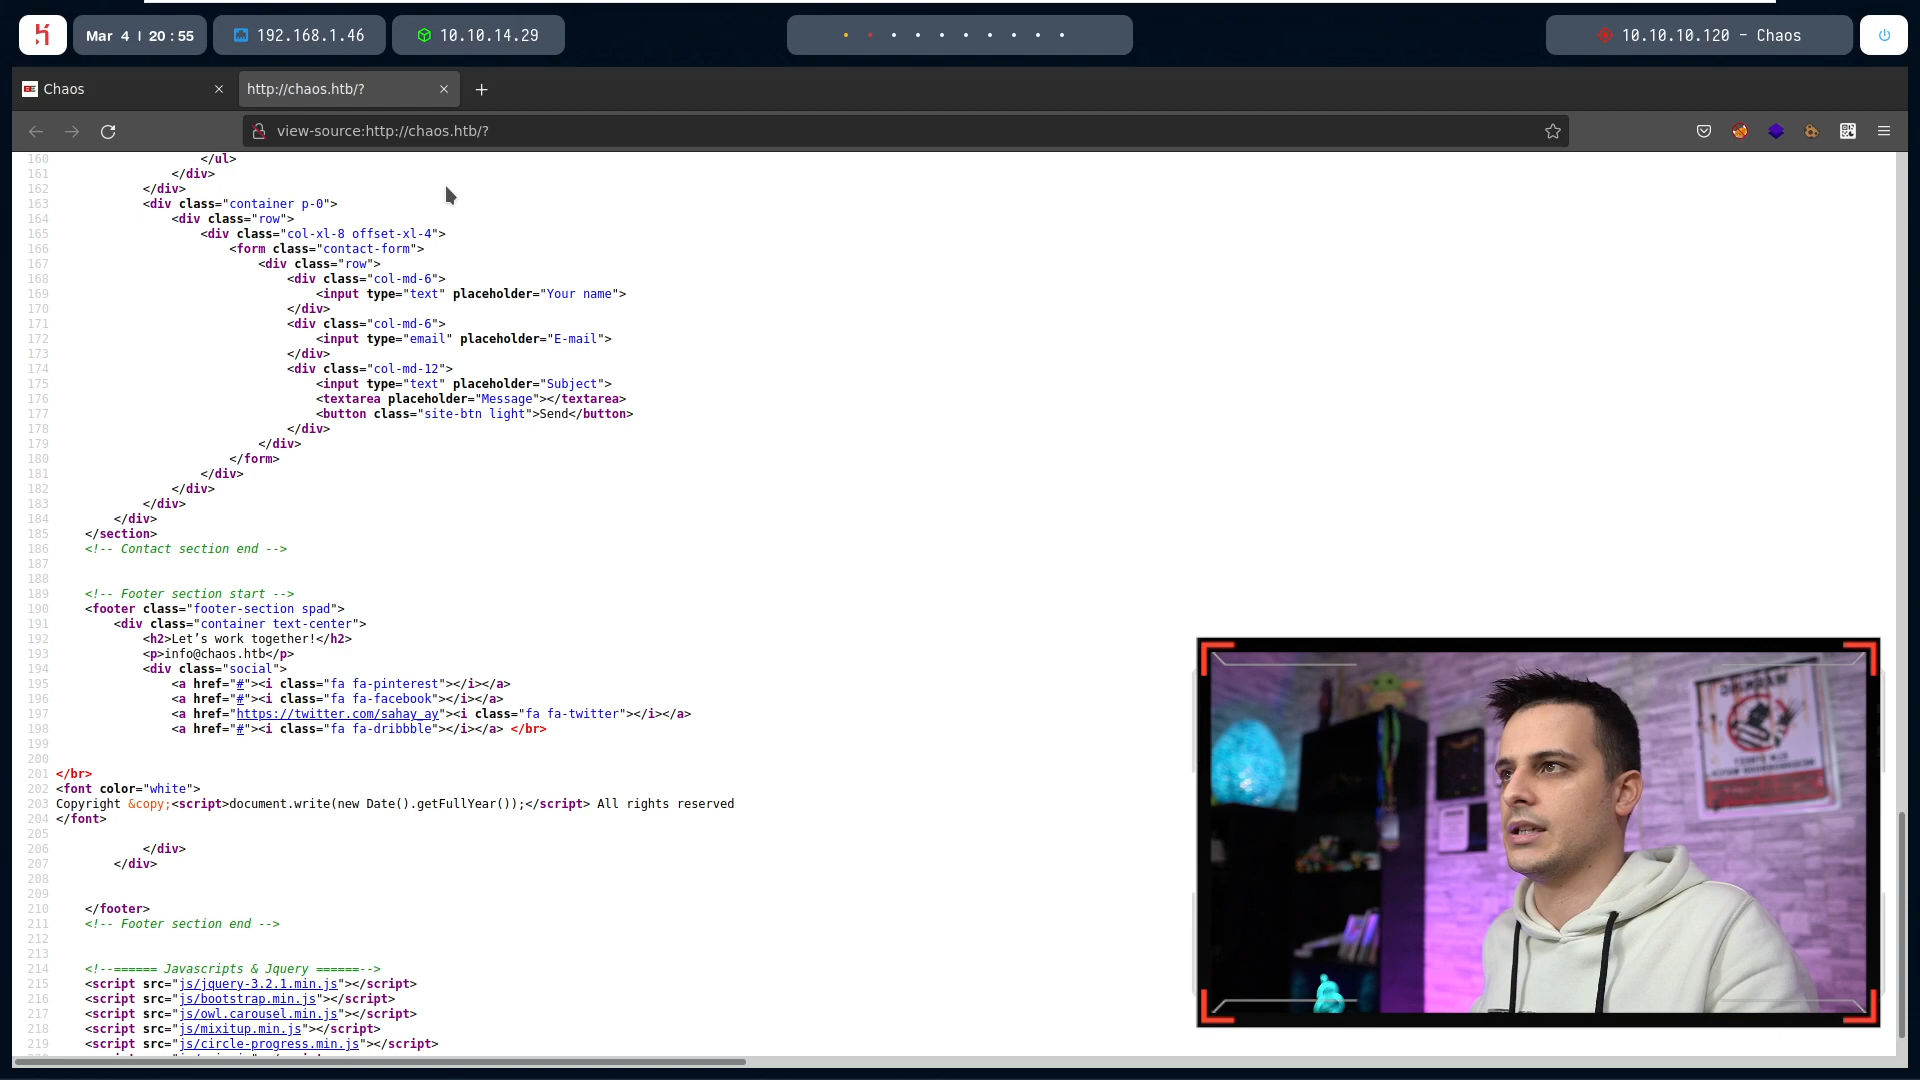 Mar 4 | 20:55
192.168.1.46
10.10.14.29
10.10.10.120 - Chaos
Chaos
http://chaos.htb/?
view-source:http://chaos.htb/?
160 </ul>
161 </div>
162 </div>
163 <div class="container p-0">
164 <div class="row">
165 <div class="col-xl-8 offset-xl-4">
166 <form class="contact-form">
167 <div class="row">
168 <div class="col-md-6">
169 <input type="text" placeholder="Your name">
170 </div>
171 <div class="col-md-6">
172 <input type="email" placeholder="E-mail">
173 </div>
174 <div class="col-md-12">
175 <input type="text" placeholder="Subject">
176 <textarea placeholder="Message"></textarea>
177 <button class="site-btn light">Send</button>
178 </div>
179 </div>
180 </form>
181 </div>
182 </div>
183 </div>
184 </div>
185 </section>
186 <!-- Contact section end -->
187
188
189 <!-- Footer section start -->
190 <footer class="footer-section spad">
191 <div class="container text-center">
192 <h2>Let’s work together!</h2>
193 <p>info@chaos.htb</p>
194 <div class="social">
195 <a href="#"><i class="fa fa-pinterest"></i></a>
196 <a href="#"><i class="fa fa-facebook"></i></a>
197 <a href="https://twitter.com/sahay_ay"><i class="fa fa-twitter"></i></a>
198 <a href="#"><i class="fa fa-dribbble"></i></a> </br>
199
200
201 </br>
202 <font color="white">
203 Copyright &copy;<script>document.write(new Date().getFullYear());</script> All rights reserved
204 </font>
205
206 </div>
207 </div>
208
209
210 </footer>
211 <!-- Footer section end -->
212
213
214 <!--====== Javascripts & Jquery ======-->
215 <script src="js/jquery-3.2.1.min.js"></script>
216 <script src="js/bootstrap.min.js"></script>
217 <script src="js/owl.carousel.min.js"></script>
218 <script src="js/mixitup.min.js"></script>
219 <script src="js/circle-progress.min.js"></script>